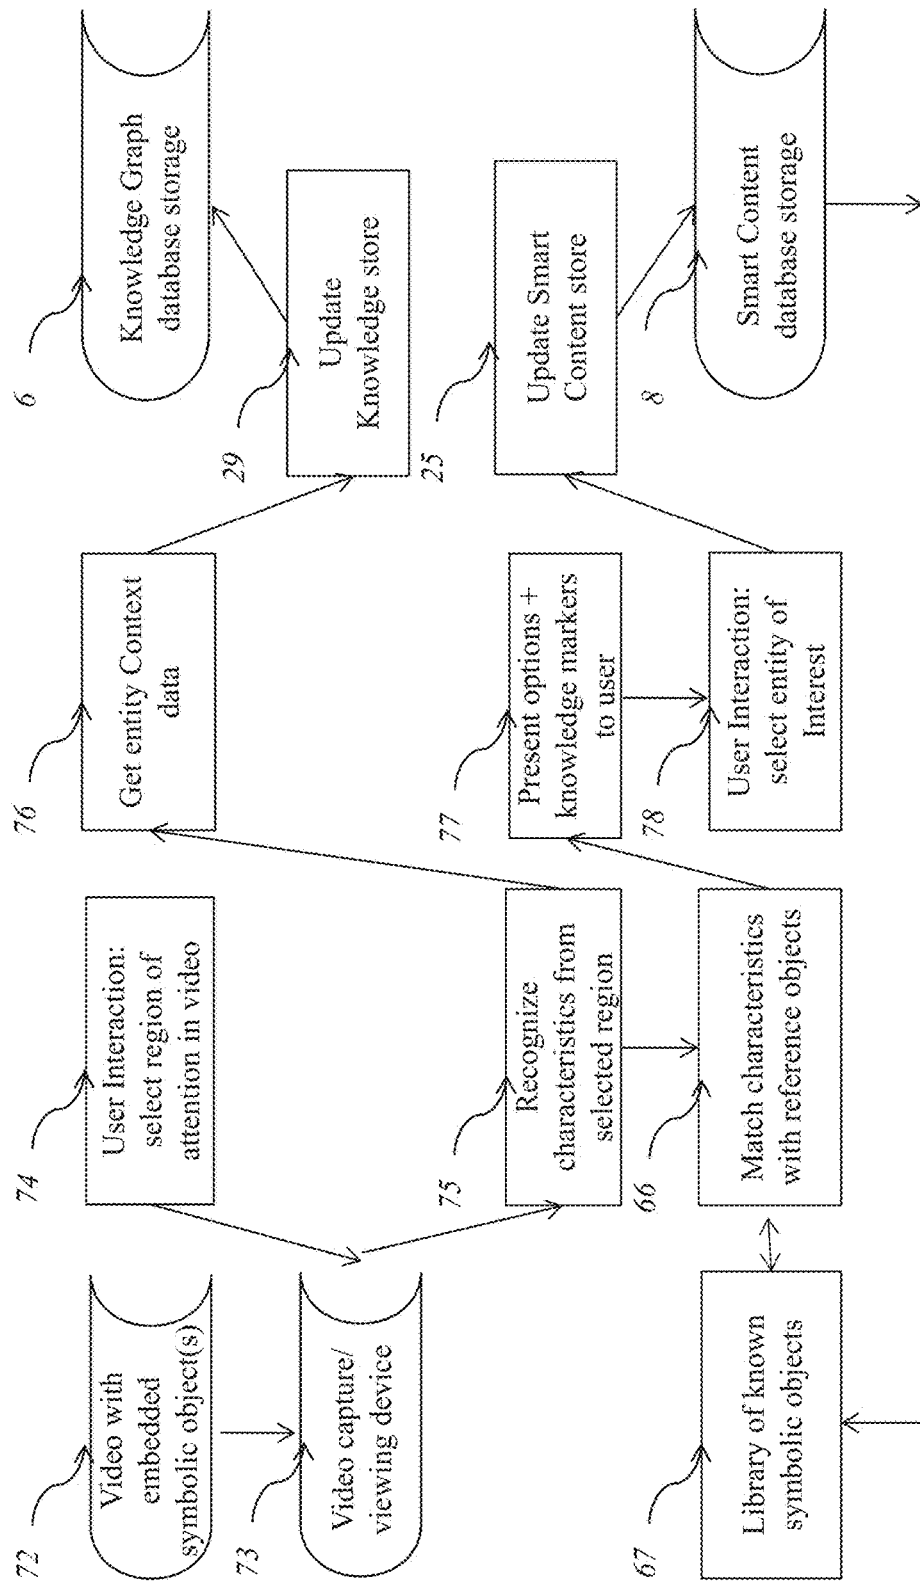 72
Video with
embedded
symbolic object(s)
73
Video capture/
viewing device
74
User Interaction:
select region of
attention in video
75
Recognize
characteristics from
selected region
67
Library of known
symbolic objects
66
Match characteristics
with reference objects
76
Get entity Context
data
77
Present options +
knowledge markers
to user
78
User Interaction:
select entity of
Interest
29
Update
Knowledge store
6
Knowledge Graph
database storage
25
Update Smart
Content store
8
Smart Content
database storage